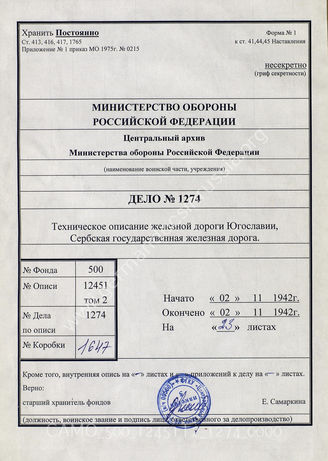 Хранить Постоянно
Форма № 1
Ст. 413, 416, 417, 1765
к ст. 41,44,45 Наставления
Приложение № 1 приказ МО 1975г. № 0215
несекретно
(гриф секретности)
МИНИСТЕРСТВО ОБОРОНЫ
РОССИЙСКОЙ ФЕДЕРАЦИИ
Центральный архив
Министерства обороны Российской Федерации
(наименование воинской части, учреждения)
ДЕЛО № 1274
Техническое описание железной дороги Югославии,
Сербская государственная железная дорога.
№ Фонда 500
№ Описи 12451
том 2
№ Дела 1274
по описи
№ Коробки 1647
Начато « 02 » 11 1942г.
Окончено « 02 » 11 1942г.
На «23» листах
Кроме того, внутренняя опись на «–» листах и приложений к делу на «–» листах.
Верно:
старший хранитель фондов Е. Самаркина
(должность, воинское звание и подпись за делопроизводство)